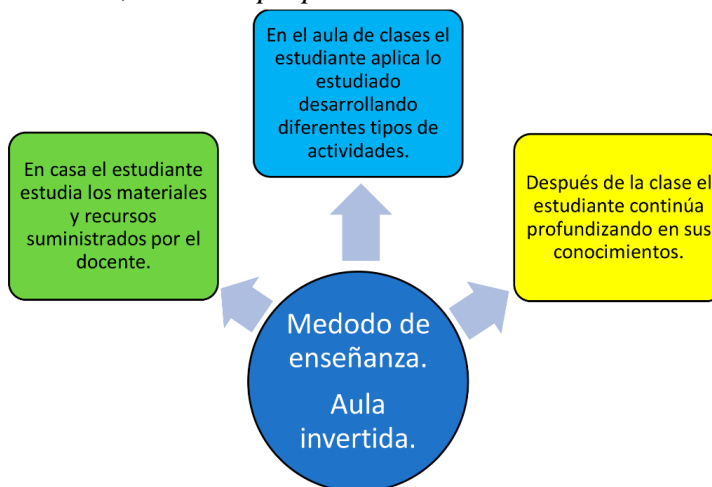 En el aula de clases el
estudiante aplica lo
estudiado
desarrollando
diferentes tipos de
actividades.
En casa el estudiante
estudia los materiales
y recursos
suministrados por el
docente.
Después de la clase el
estudiante continúa
profundizando en sus
conocimientos.
Medodo de
enseñanza.
Aula
invertida.